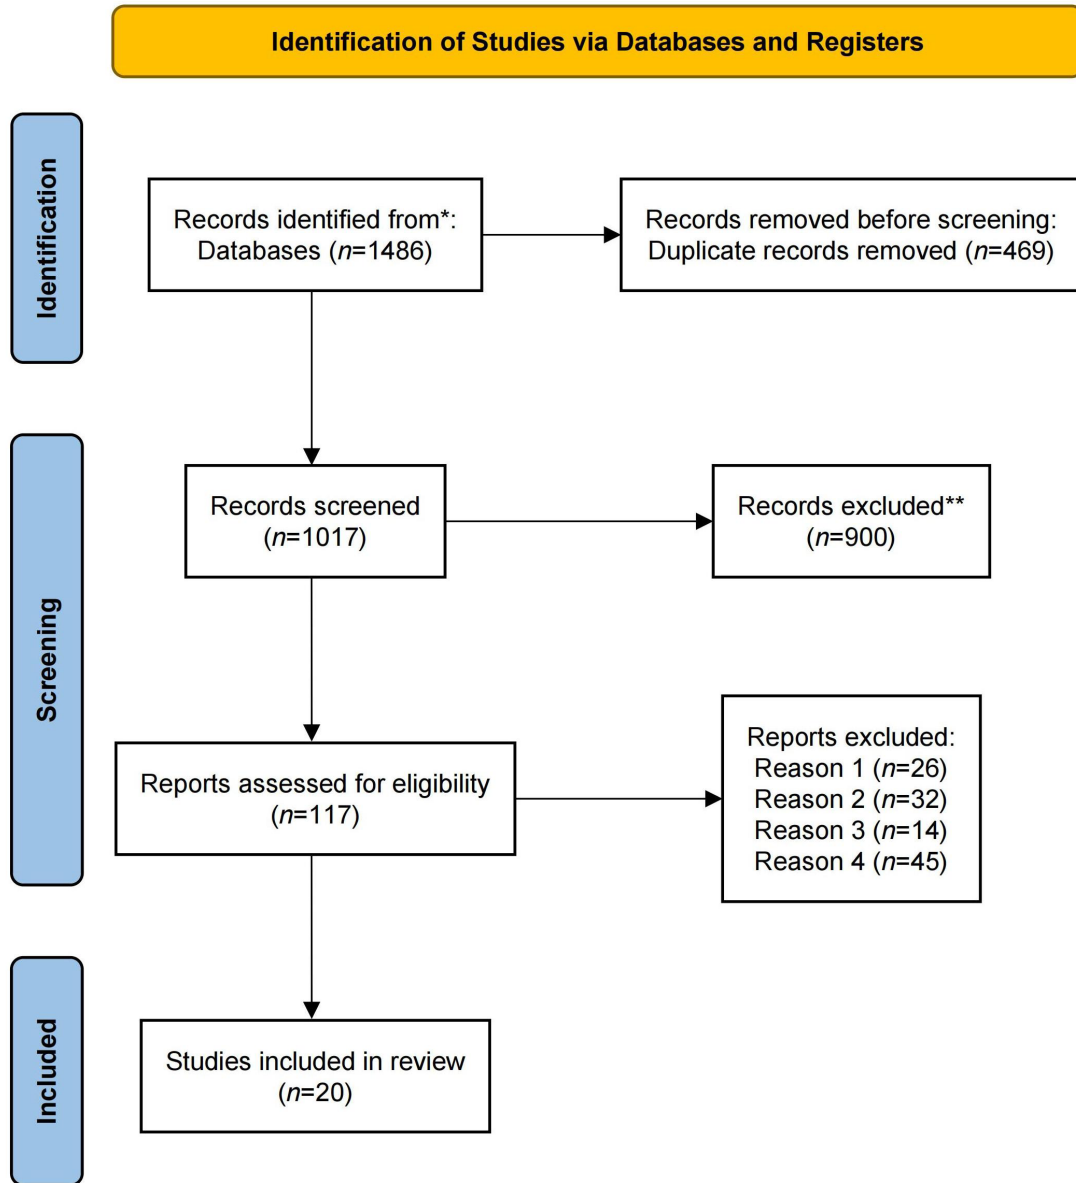 Identification of Studies via Databases and Registers
Identification
Records identified from*:
Databases (n=1486)
Records removed before screening:
Duplicate records removed (n=469)
Screening
Records screened
(n=1017)
Records excluded**
(n=900)
Reports assessed for eligibility
(n=117)
Reports excluded:
Reason 1 (n=26)
Reason 2 (n=32)
Reason 3 (n=14)
Reason 4 (n=45)
Included
Studies included in review
(n=20)